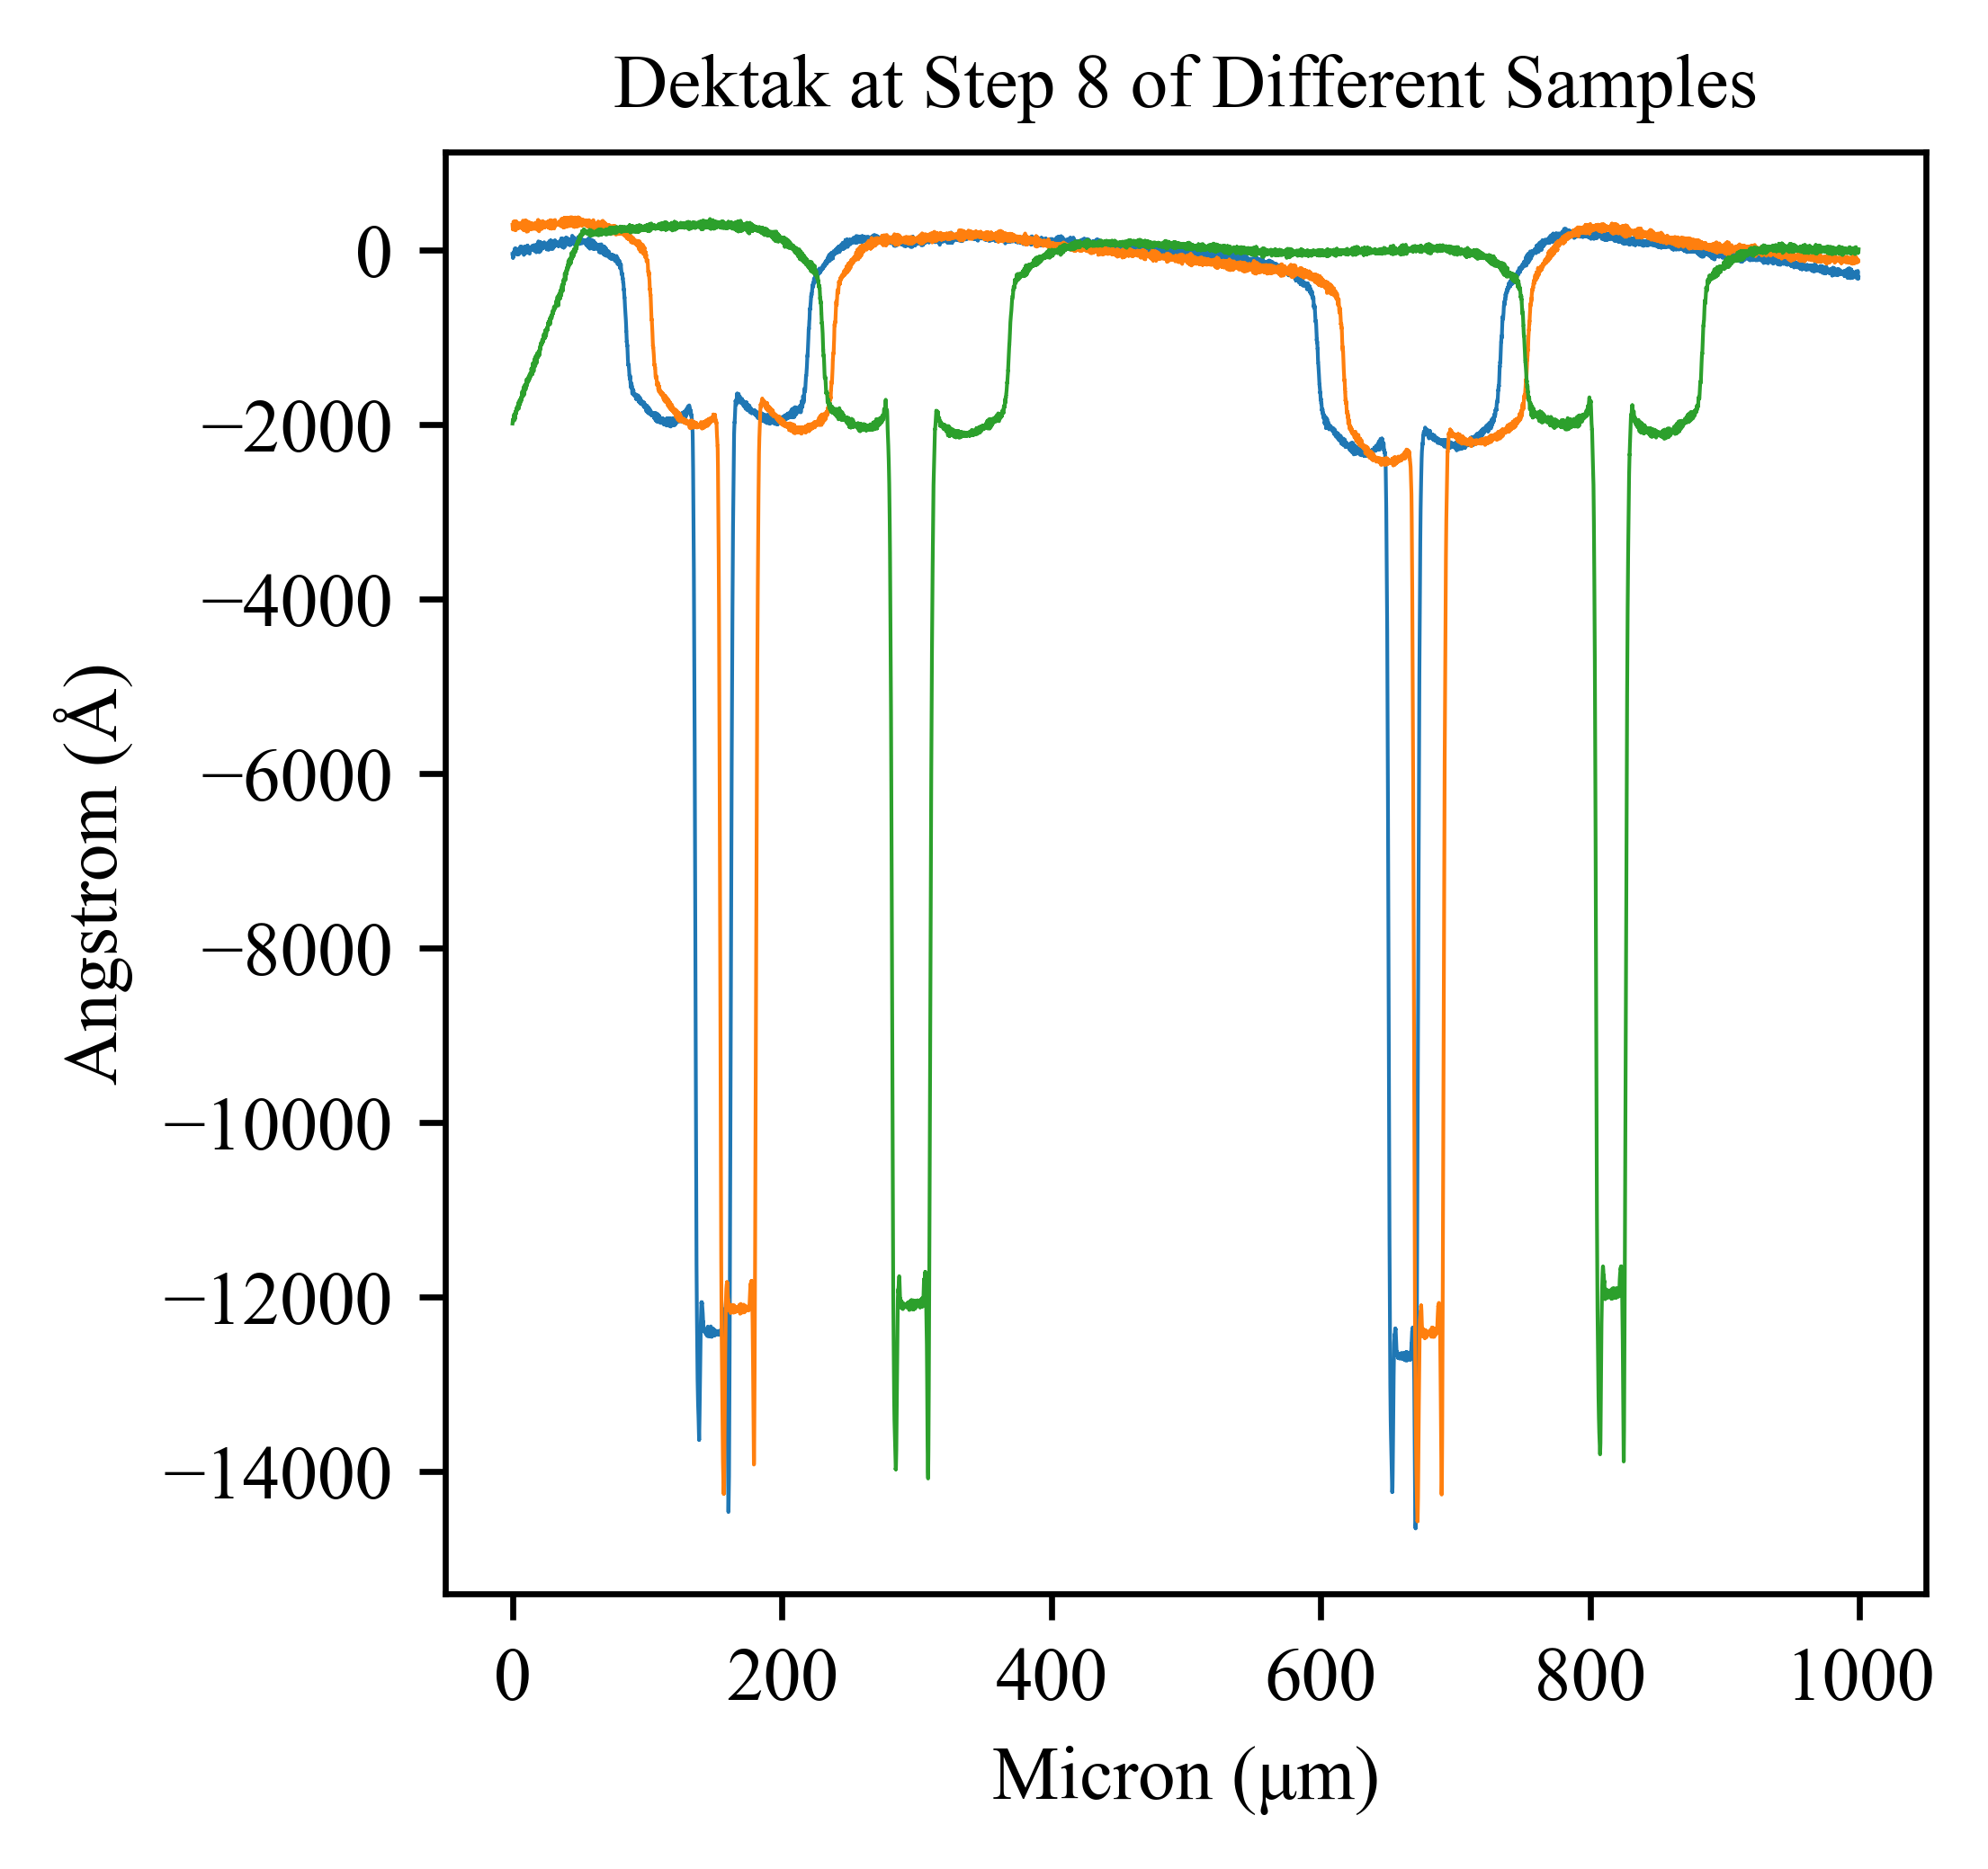 Dektak at Step 8 of Different Samples
Angstrom (Å)
0
−2000
−4000
−6000
−8000
−10000
−12000
−14000
0 200 400 600 800 1000
Micron (μm)